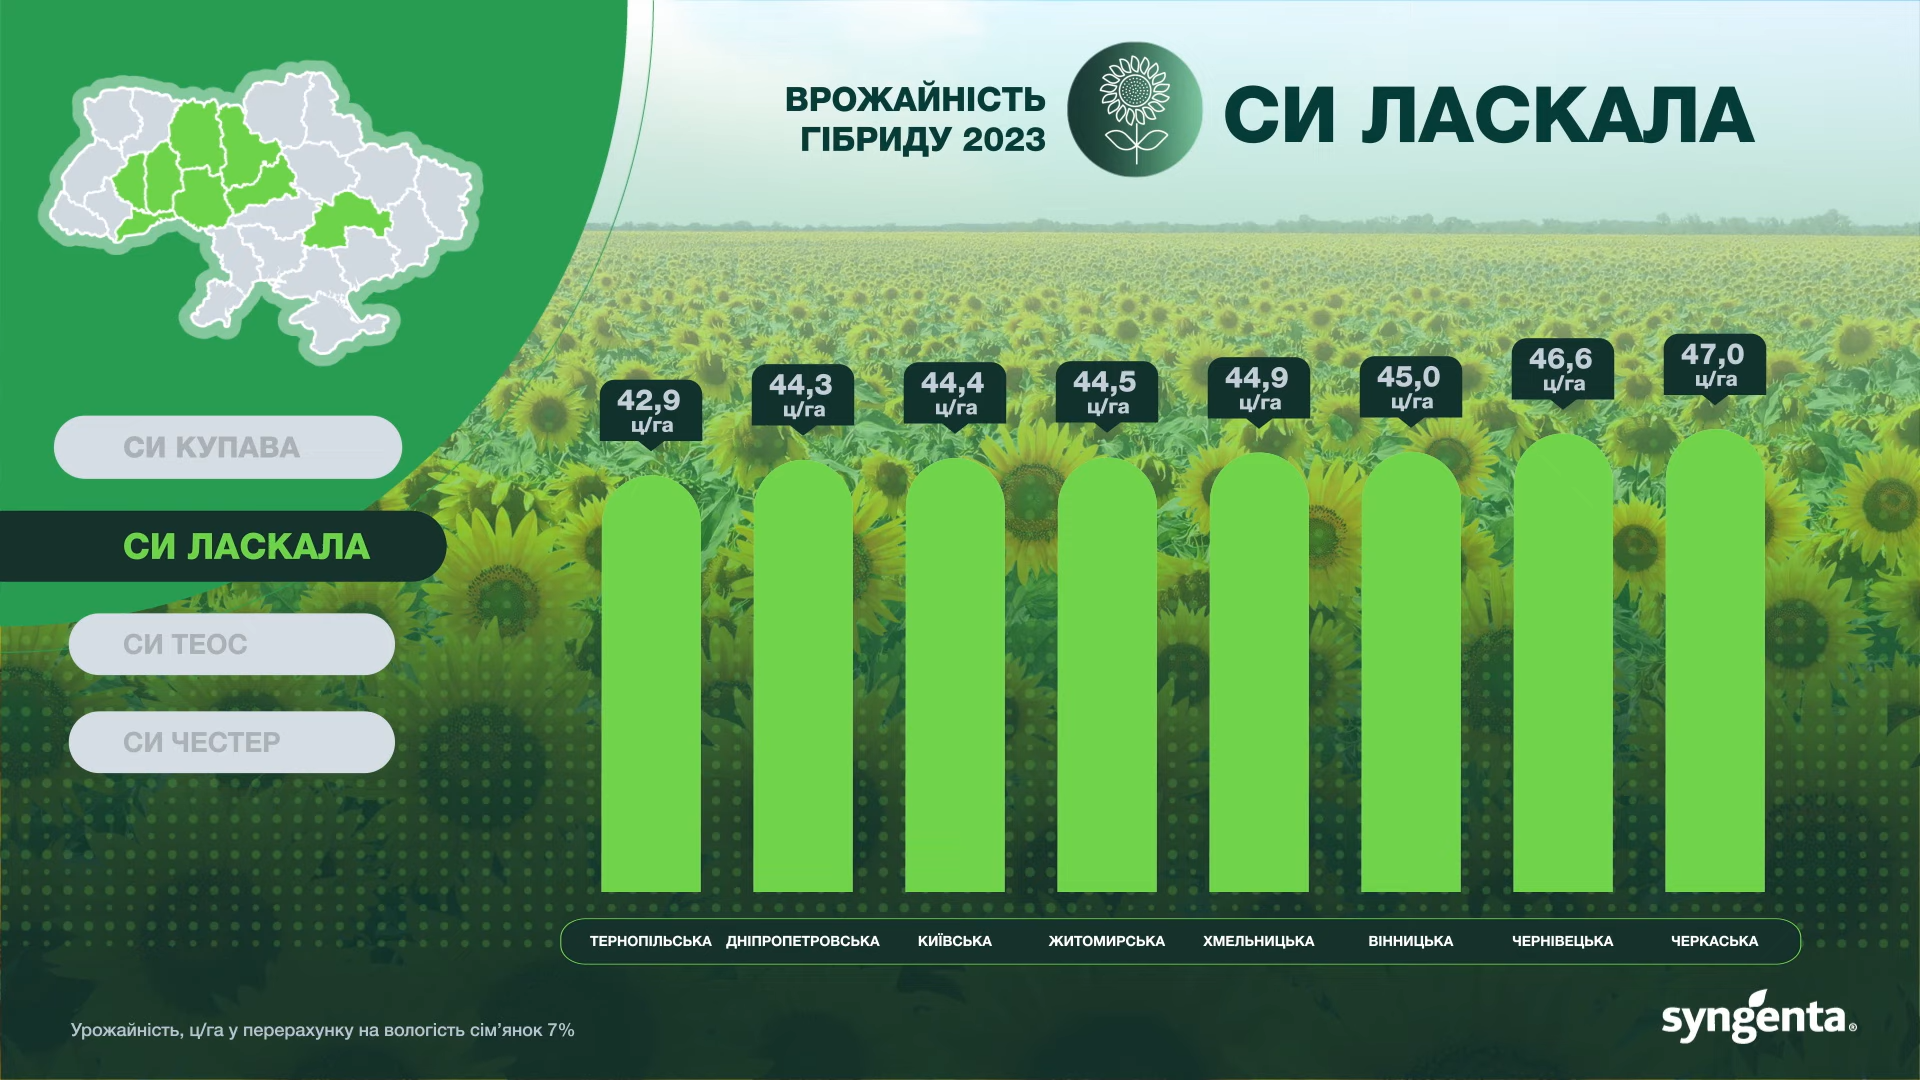 ВРОЖАЙНІСТЬ
ГІБРИДУ 2023
СИ ЛАСКАЛА
СИ КУПАВА
СИ ЛАСКАЛА
СИ ТЕОС
СИ ЧЕСТЕР
42,9
ц/га
44,3
ц/га
44,4
ц/га
44,5
ц/га
44,9
ц/га
45,0
ц/га
46,6
ц/га
47,0
ц/га
ТЕРНОПІЛЬСЬКА ДНІПРОПЕТРОВСЬКА КИЇВСЬКА ЖИТОМИРСЬКА ХМЕЛЬНИЦЬКА ВІННИЦЬКА ЧЕРНІВЕЦЬКА ЧЕРКАСЬКА
Урожайність, ц/га у перерахунку на вологість сім'янок 7%
syngenta®